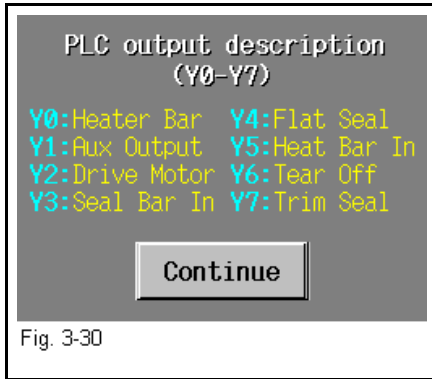 PLC output description
(Y0-Y7)
Y0:Heater Bar Y4:Flat Seal
Y1:Aux Output Y5:Heat Bar In
Y2:Drive Motor Y6:Tear Off
Y3:Seal Bar In Y7:Trim Seal
Continue
Fig. 3-30